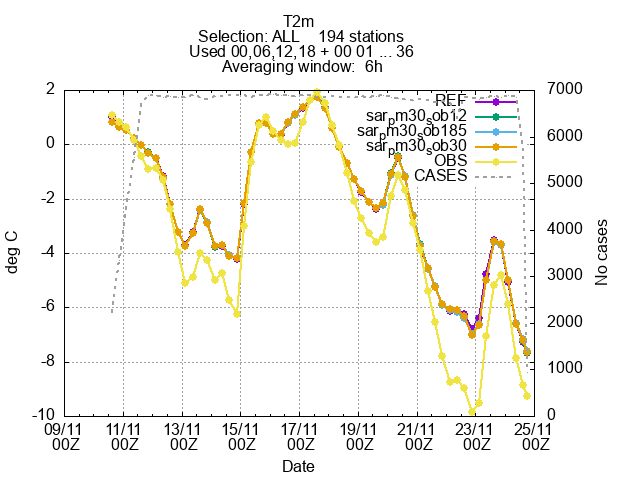 T2m
Selection: ALL 194 stations
Used 00,06,12,18 + 00 01 ... 36
Averaging window: 6h
REF
sarpm30sob12
sarpm30sob185
sarpm30sob30
OBS
CASES
deg C
2
0
-2
-4
-6
-8
-10
No cases
7000
6000
5000
4000
3000
2000
1000
0
09/11 11/11 13/11 15/11 17/11 19/11 21/11 23/11 25/11
00Z 00Z 00Z 00Z 00Z 00Z 00Z 00Z 00Z
Date